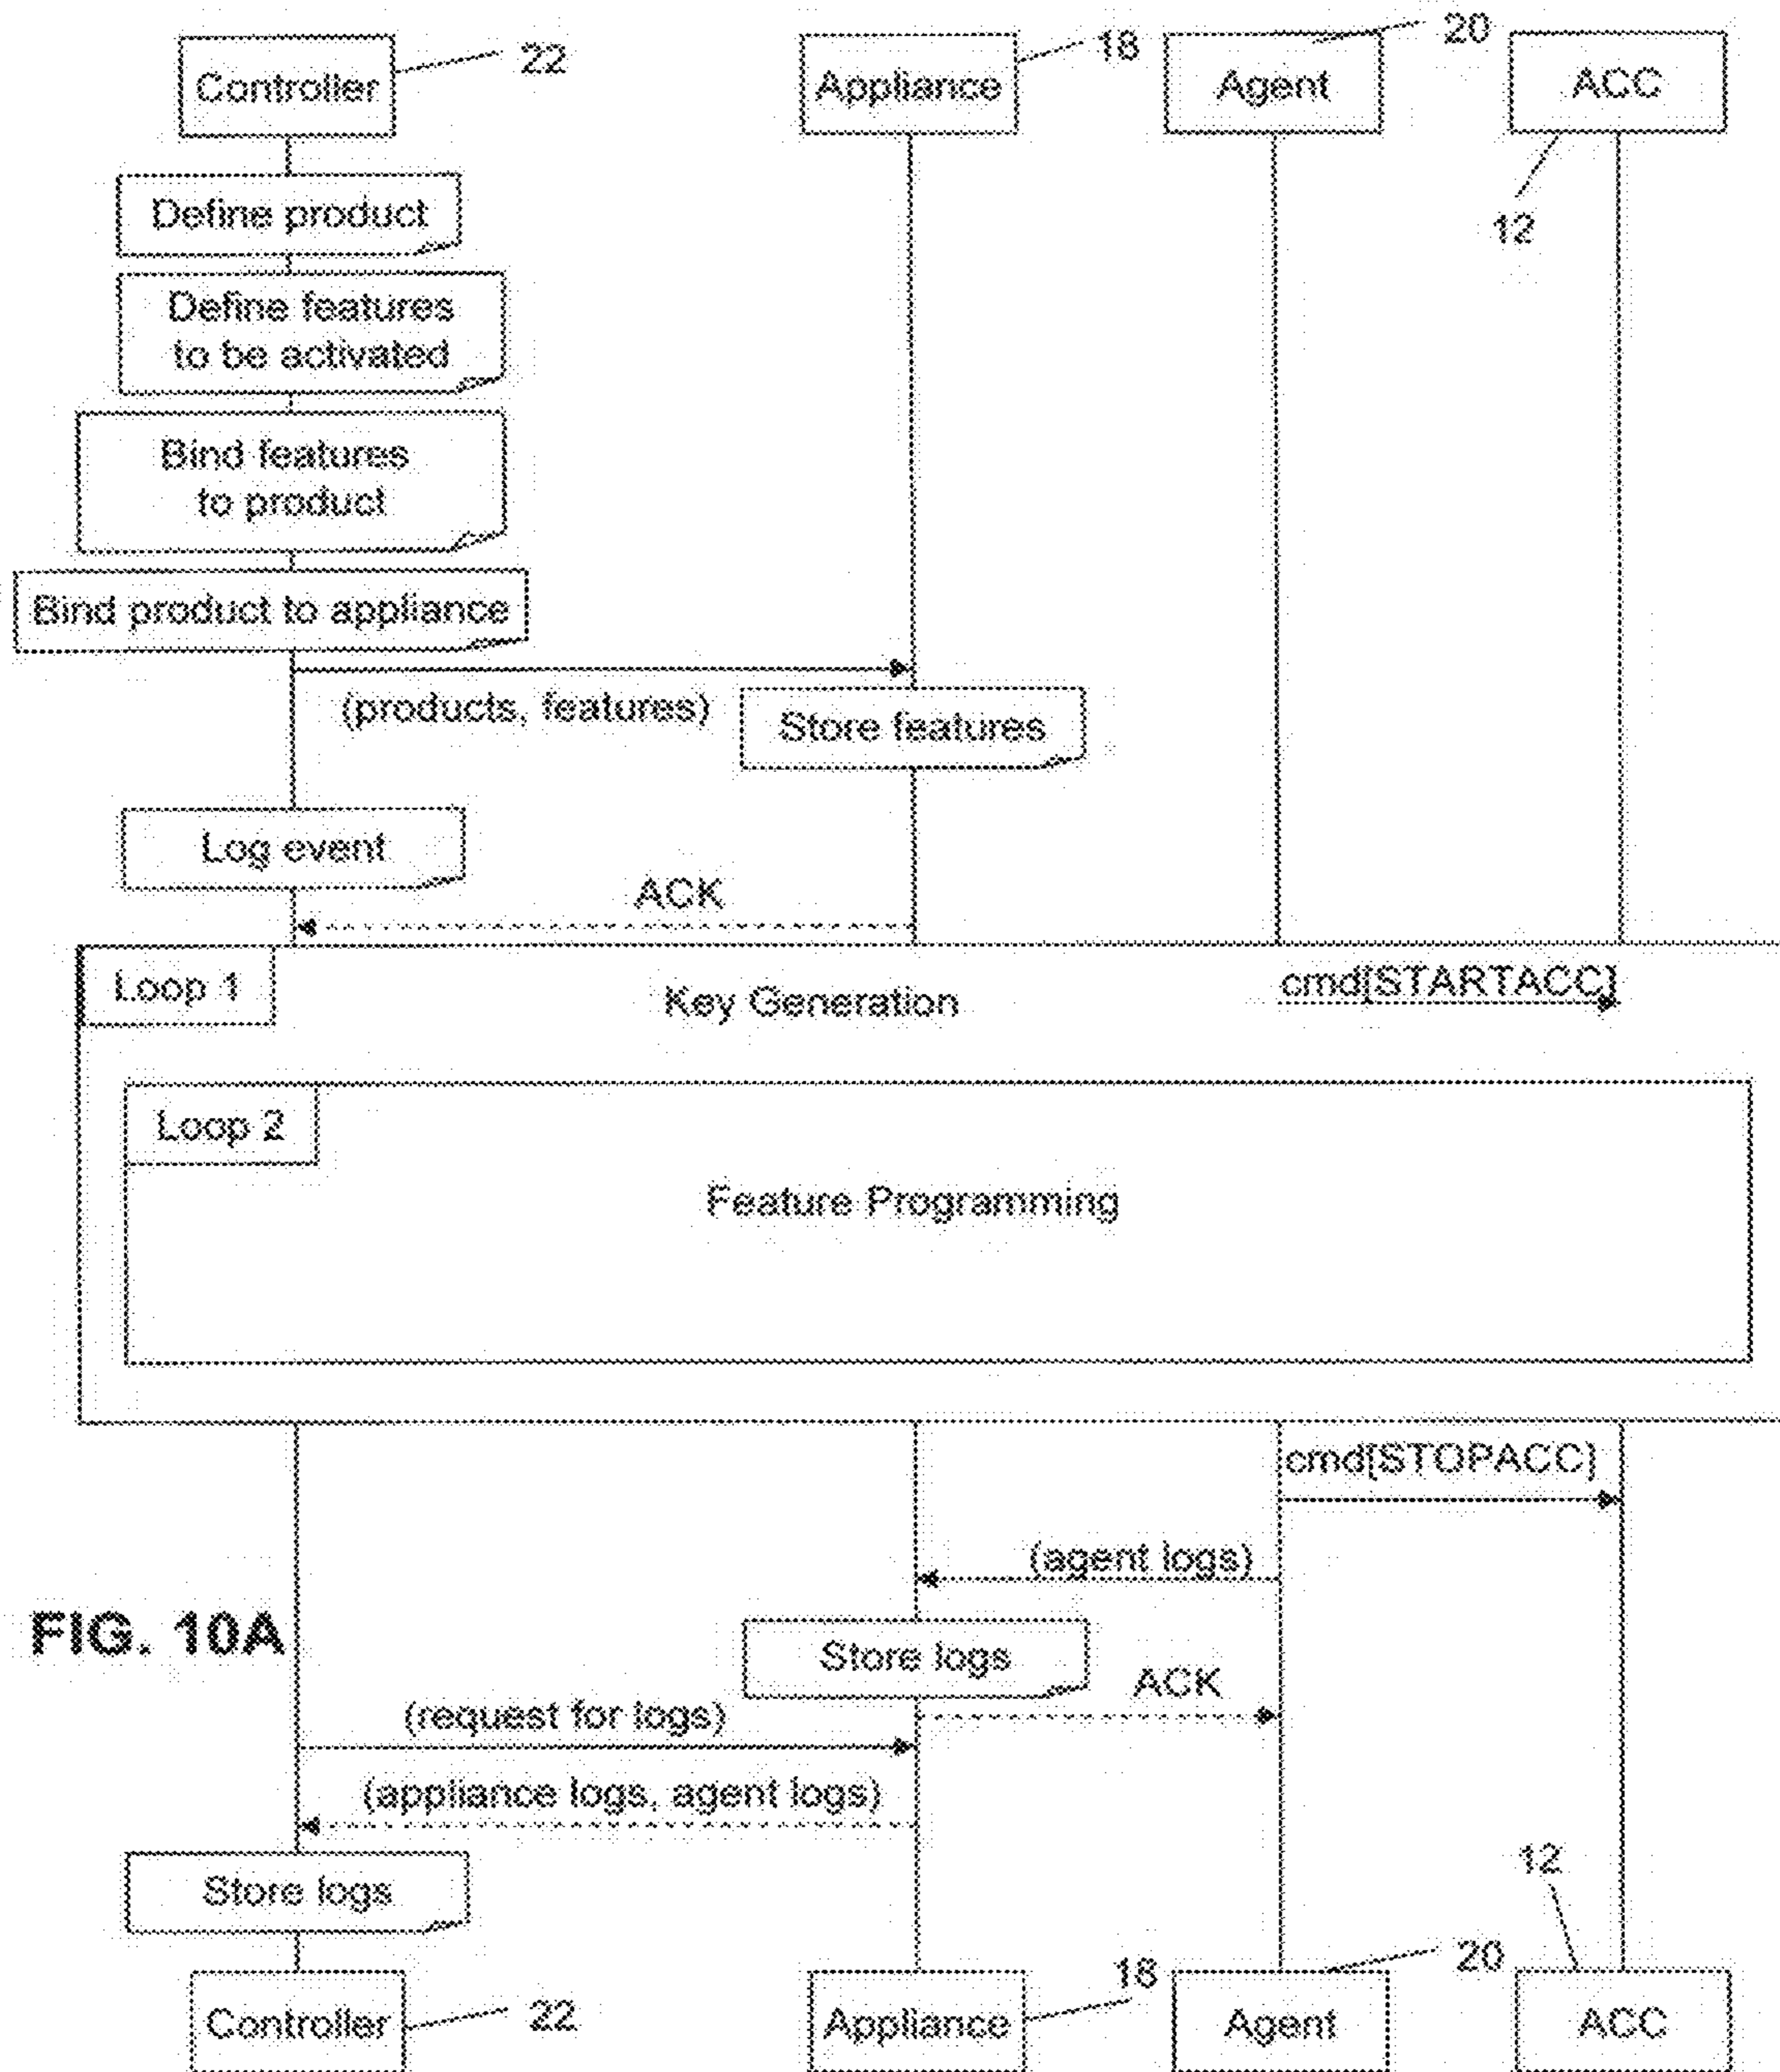 Controller
22
Appliance
18
Agent
20
ACC
12
Define product
Define features
to be activated
Bind features
to product
Bind product to appliance
(products, features)
Store features
Log event
ACK
Loop 1
Key Generation
cmd[STARTACC]
Loop 2
Feature Programming
cmd[STOPACC]
(agent logs)
FIG. 10A
Store logs
ACK
(request for logs)
(appliance logs, agent logs)
Store logs
12
Controller
22
Appliance
18
Agent
20
ACC